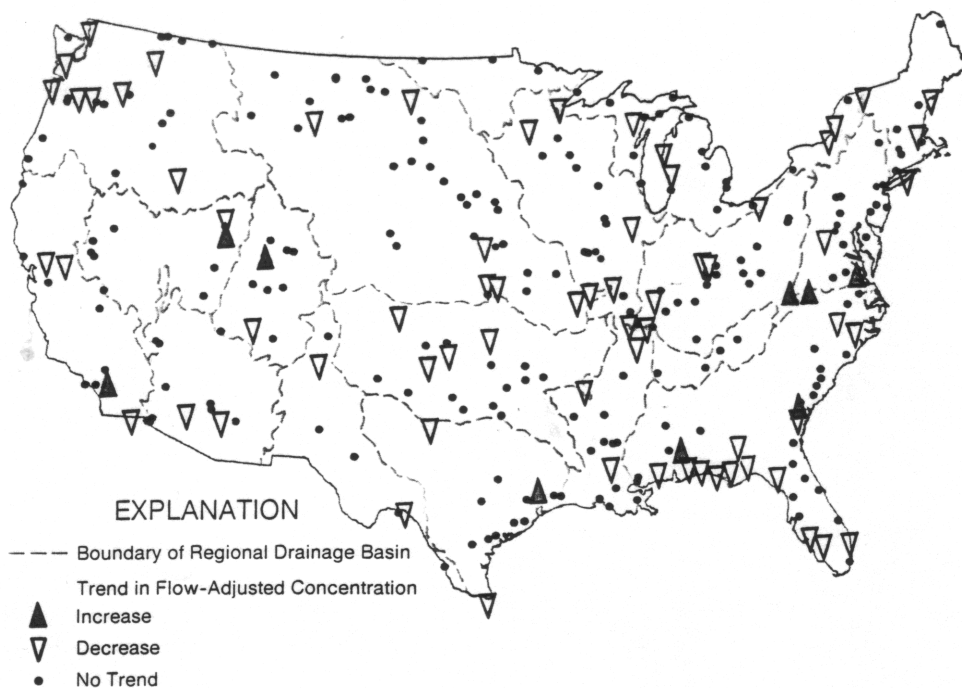 EXPLANATION
Boundary of Regional Drainage Basin
Trend in Flow-Adjusted Concentration
Increase
Decrease
No Trend